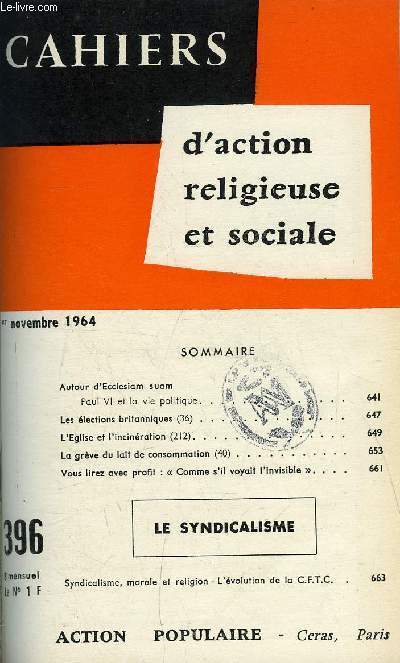 Le-livre.com
CAHIERS
d'action
religieuse
et sociale
er novembre 1964
SOMMAIRE
Autour d'Ecclesiam suam
Paul VI et la vie politique. . . . . . . . . . . . . . 641
Les élections britanniques (36) . . . . . . . . . . . 647
L'Eglise et l'incinération (212). . . . . . . . . . . . 649
La grève du lait de consommation (40) . . . . . . . 653
Vous lirez avec profit : « Comme s'il voyait l'invisible ». . . . 661
LE SYNDICALISME
396
mensuel
le N° 1 F
Syndicalisme, morale et religion - L'évolution de la C.F.T.C. . 663
ACTION POPULAIRE - Ceras, Paris